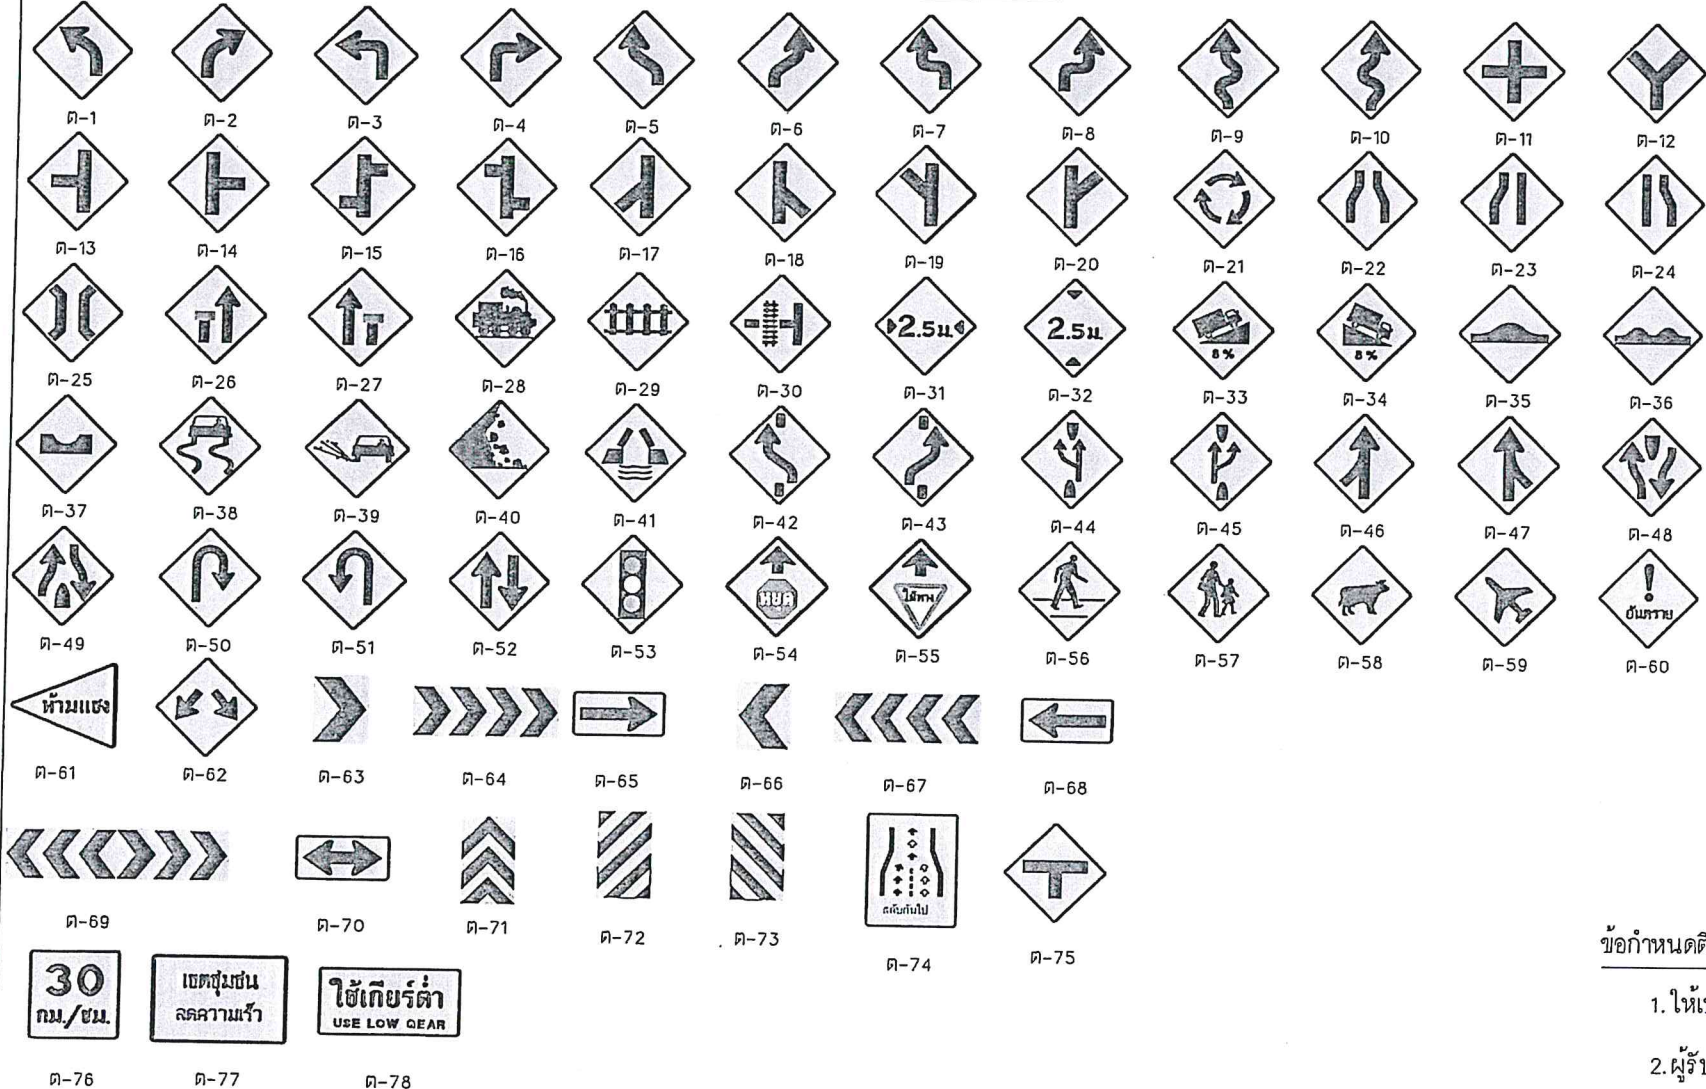 ต-1 ต-2 ต-3 ต-4 ต-5 ต-6 ต-7 ต-8 ต-9 ต-10 ต-11 ต-12
ต-13 ต-14 ต-15 ต-16 ต-17 ต-18 ต-19 ต-20 ต-21 ต-22 ต-23 ต-24
2.5ม. 2.5ม. 8% 8%
ต-25 ต-26 ต-27 ต-28 ต-29 ต-30 ต-31 ต-32 ต-33 ต-34 ต-35 ต-36
ต-37 ต-38 ต-39 ต-40 ต-41 ต-42 ต-43 ต-44 ต-45 ต-46 ต-47 ต-48
หยุด ให้ทาง ! อันตราย
ต-49 ต-50 ต-51 ต-52 ต-53 ต-54 ต-55 ต-56 ต-57 ต-58 ต-59 ต-60
ห้ามแซง
ต-61 ต-62 ต-63 ต-64 ต-65 ต-66 ต-67 ต-68
สลับกันไป
ต-69 ต-70 ต-71 ต-72 ต-73 ต-74 ต-75
30
กม./ชม.
เขตชุมชน
ลดความเร็ว
ใช้เกียร์ต่ำ
USE LOW GEAR
ต-76 ต-77 ต-78
ข้อกำหนด
1. ให้
2. ผู้รับ